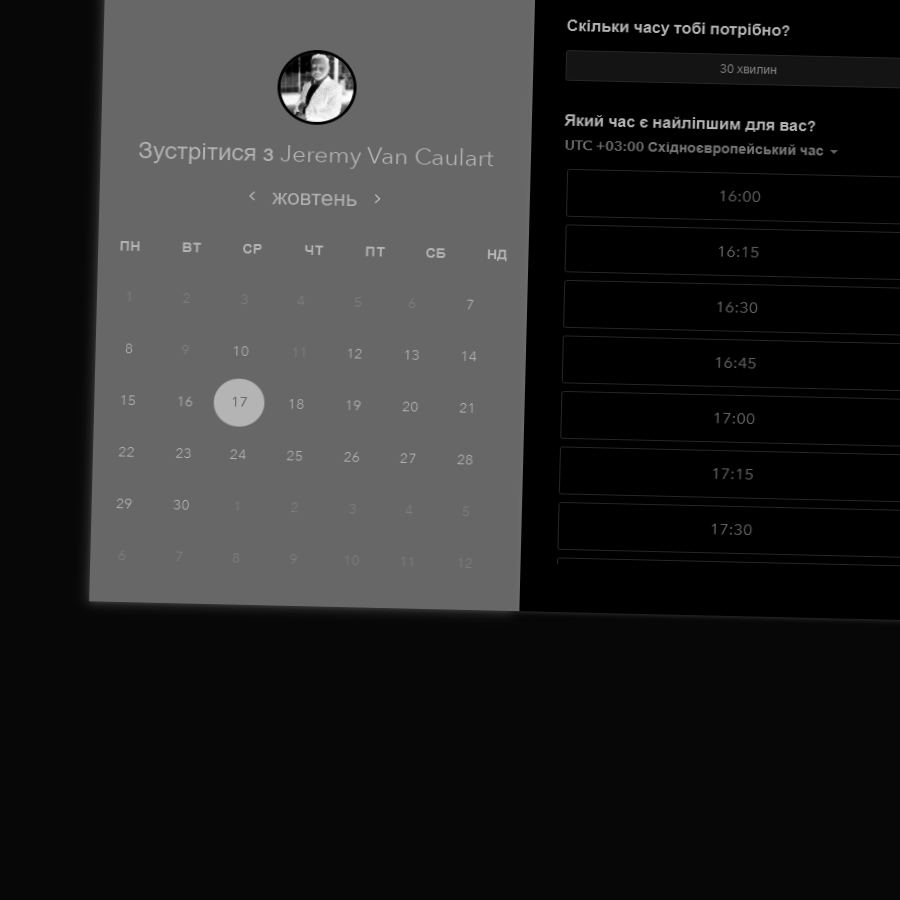 Зустрітися з Jeremy Van Caulart
‹ жовтень ›
ПН ВТ СР ЧТ ПТ СБ НД
1 2 3 4 5 6 7
8 9 10 11 12 13 14
15 16 17 18 19 20 21
22 23 24 25 26 27 28
29 30 1 2 3 4 5
6 7 8 9 10 11 12
Скільки часу тобі потрібно?
30 хвилин
Який час є найліпшим для вас?
UTC +03:00 Східноєвропейський час
16:00
16:15
16:30
16:45
17:00
17:15
17:30